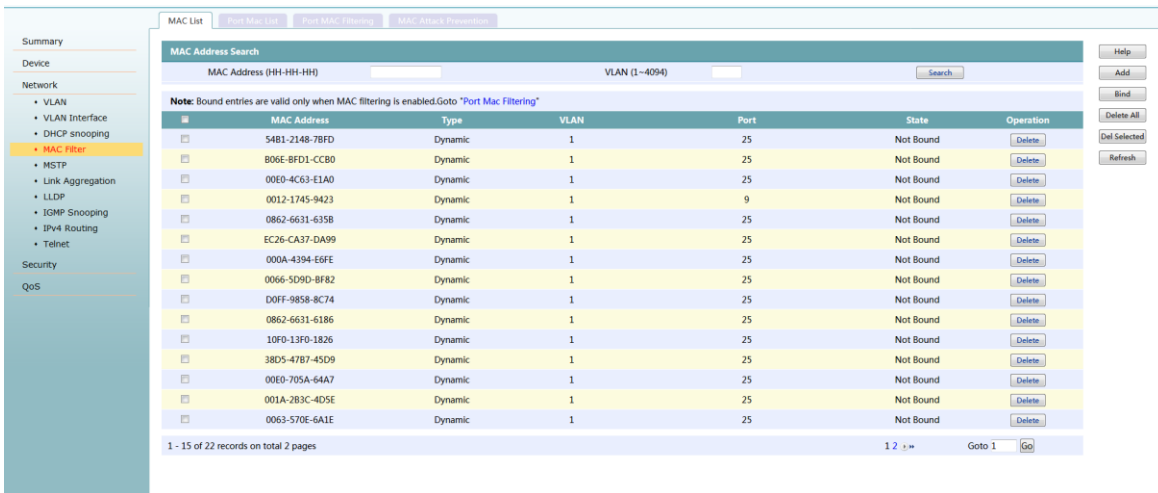 MAC List Port Mac List Port MAC Filtering MAC Attack Prevention
Summary
Device
Network
• VLAN
• VLAN Interface
• DHCP snooping
• MAC Filter
• MSTP
• Link Aggregation
• LLDP
• IGMP Snooping
• IPv4 Routing
• Telnet
Security
QoS
MAC Address Search
MAC Address (HH-HH-HH) VLAN (1~4094) Search
Note: Bound entries are valid only when MAC filtering is enabled.Goto "Port Mac Filtering"
MAC Address Type VLAN Port State Operation
54B1-2148-7BFD Dynamic 1 25 Not Bound Delete
B06E-BFD1-CCB0 Dynamic 1 25 Not Bound Delete
00E0-4C63-E1A0 Dynamic 1 25 Not Bound Delete
0012-1745-9423 Dynamic 1 9 Not Bound Delete
0862-6631-635B Dynamic 1 25 Not Bound Delete
EC26-CA37-DA99 Dynamic 1 25 Not Bound Delete
000A-4394-E6FE Dynamic 1 25 Not Bound Delete
0066-5D9D-BF82 Dynamic 1 25 Not Bound Delete
D0FF-9858-8C74 Dynamic 1 25 Not Bound Delete
0862-6631-6186 Dynamic 1 25 Not Bound Delete
10F0-13F0-1826 Dynamic 1 25 Not Bound Delete
38D5-47B7-45D9 Dynamic 1 25 Not Bound Delete
00E0-705A-64A7 Dynamic 1 25 Not Bound Delete
001A-2B3C-4D5E Dynamic 1 25 Not Bound Delete
0063-570E-6A1E Dynamic 1 25 Not Bound Delete
1 - 15 of 22 records on total 2 pages 1 2 Goto 1 Go
Help
Add
Bind
Delete All
Del Selected
Refresh